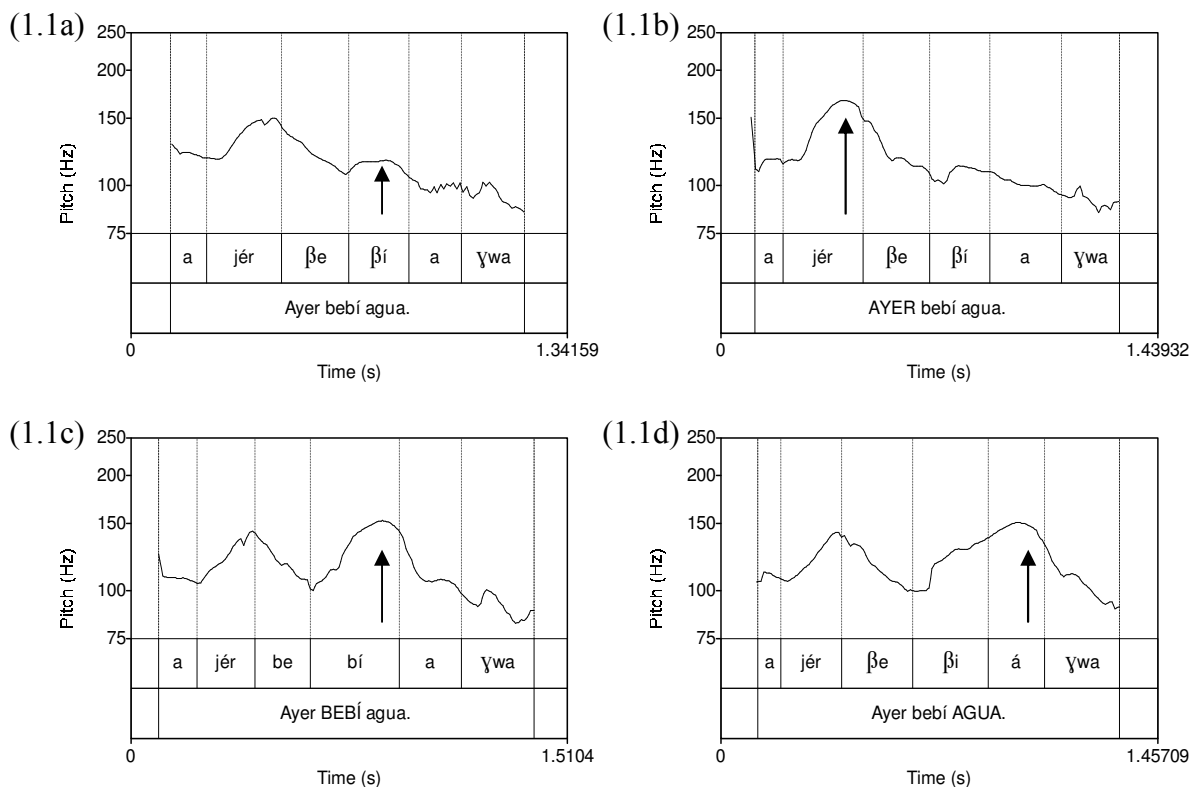 (1.1a)
250
200
150
100
75
Pitch (Hz)
a jér βe βí a ɣwa
Ayer bebí agua.
0 1.34159
Time (s)
(1.1b)
250
200
150
100
75
Pitch (Hz)
a jér βe βí a ɣwa
AYER bebí agua.
0 1.43932
Time (s)
(1.1c)
250
200
150
100
75
Pitch (Hz)
a jér be bí a ɣwa
Ayer BEBÍ agua.
0 1.5104
Time (s)
(1.1d)
250
200
150
100
75
Pitch (Hz)
a jér βe βi á ɣwa
Ayer bebí AGUA.
0 1.45709
Time (s)